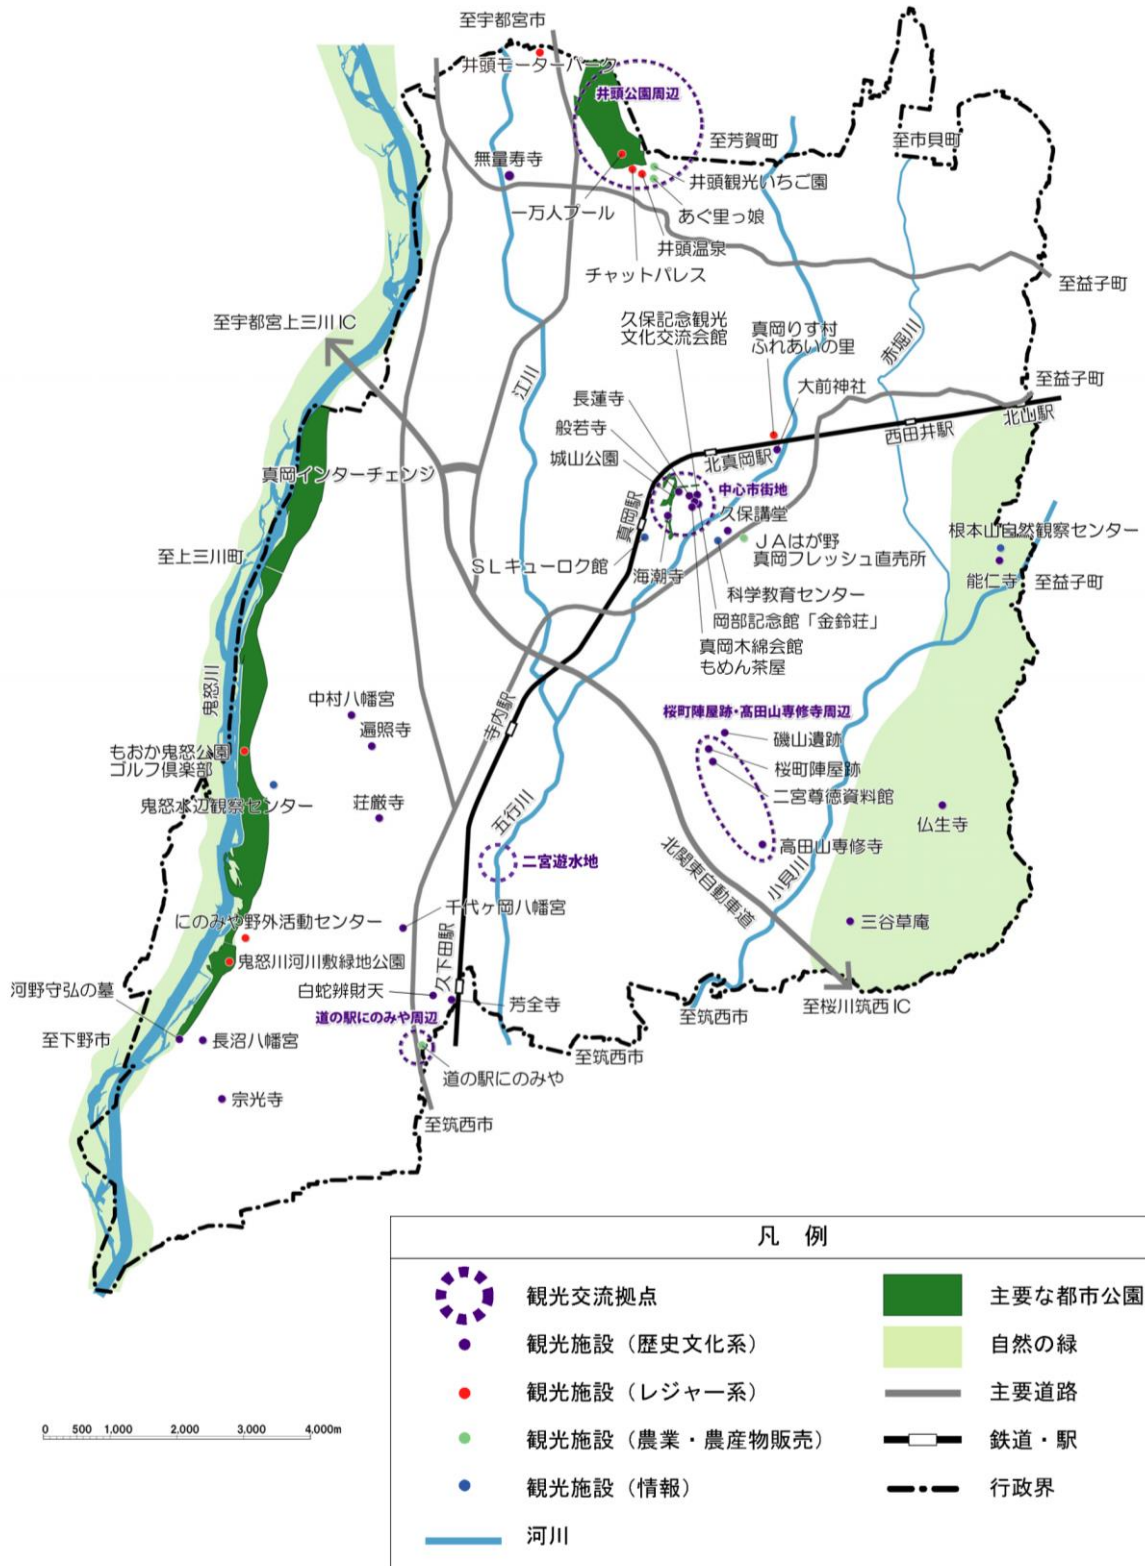 至宇都宮市
井頭モーターパーク
井頭公園周辺
至芳賀町
至市貝町
無量寿寺
井頭観光いちご園
一万人プール
あぐ里っ娘
井頭温泉
チャットパレス
至益子町
至宇都宮上三川IC
久保記念観光
文化交流会館
真岡りす村
ふれあいの里
赤堀川
江川
長蓮寺
大前神社
至益子町
般若寺
北山駅
西田井駅
城山公園
北真岡駅
真岡インターチェンジ
中心市街地
真岡駅
久保講堂
根本山自然観察センター
至上三川町
SLキューロク館
海潮寺
JAはが野
真岡フレッシュ直売所
能仁寺
至益子町
科学教育センター
岡部記念館「金鈴荘」
真岡木綿会館
もめん茶屋
鬼怒川
中村八幡宮
寺内駅
桜町陣屋跡・髙田山専修寺周辺
遍照寺
磯山遺跡
もおか鬼怒公園
ゴルフ倶楽部
桜町陣屋跡
二宮尊徳資料館
鬼怒水辺観察センター
荘厳寺
五行川
仏生寺
高田山専修寺
二宮遊水地
北関東自動車道
小貝川
にのみや野外活動センター
千代ヶ岡八幡宮
三谷草庵
鬼怒川河川敷緑地公園
久下田駅
河野守弘の墓
白蛇辨財天
芳全寺
至筑西市
至桜川筑西IC
道の駅にのみや周辺
至下野市
長沼八幡宮
至筑西市
道の駅にのみや
宗光寺
至筑西市
凡 例
観光交流拠点
主要な都市公園
観光施設（歴史文化系）
自然の緑
観光施設（レジャー系）
主要道路
観光施設（農業・農産物販売）
鉄道・駅
観光施設（情報）
行政界
河川
0 500 1,000 2,000 3,000 4,000m